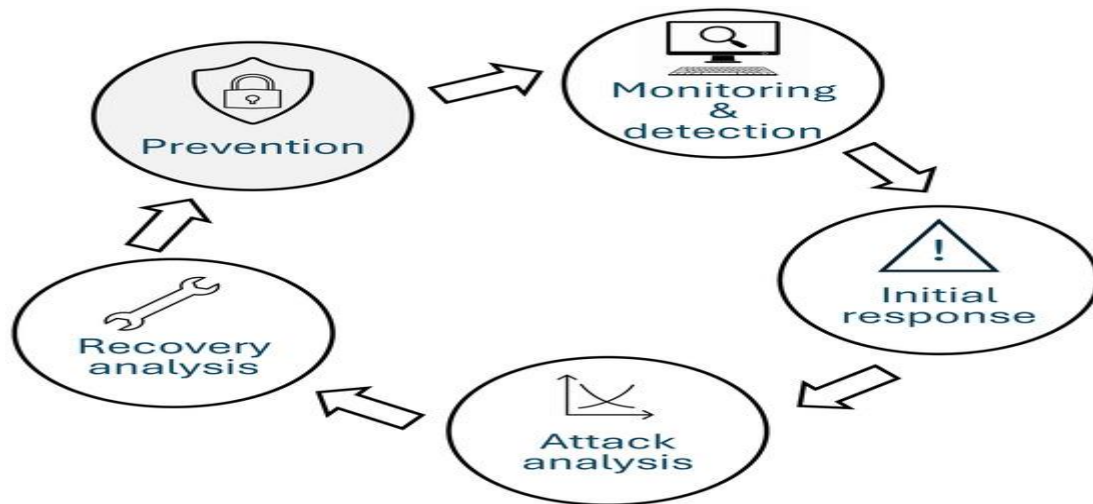 Prevention
Monitoring
&
detection
Initial
response
Attack
analysis
Recovery
analysis